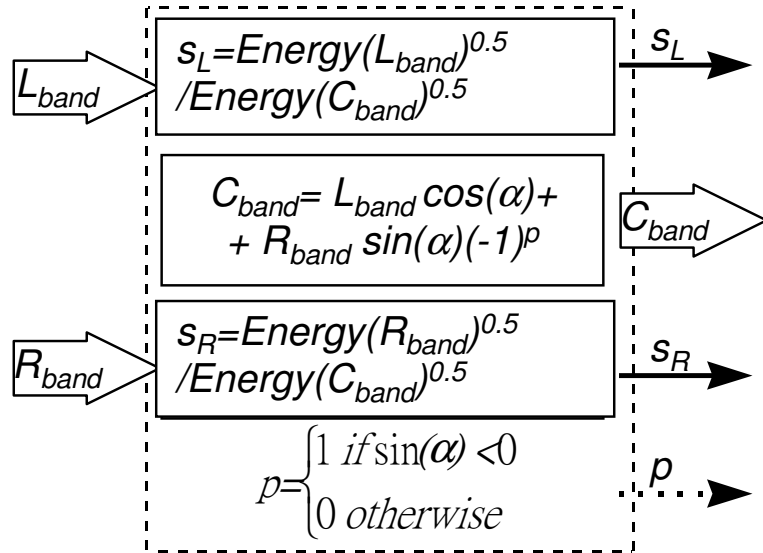 L_band
s_L=Energy(L_band)^0.5
/Energy(C_band)^0.5
s_L
C_band= L_band cos(α)+
+ R_band sin(α)(-1)^p
C_band
R_band
s_R=Energy(R_band)^0.5
/Energy(C_band)^0.5
s_R
p={1 if sin(α) <0
0 otherwise
p